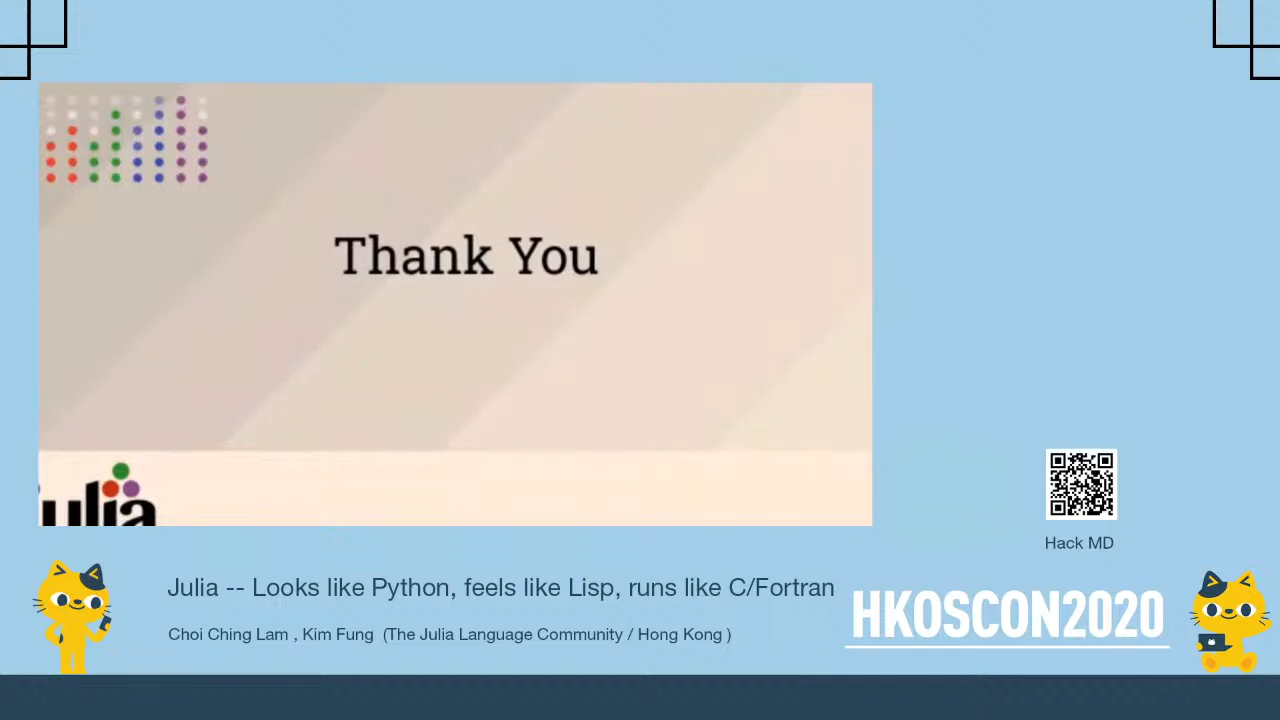 Thank You
julia
Hack MD
Julia -- Looks like Python, feels like Lisp, runs like C/Fortran
Choi Ching Lam , Kim Fung (The Julia Language Community / Hong Kong )
HKOSCON2020